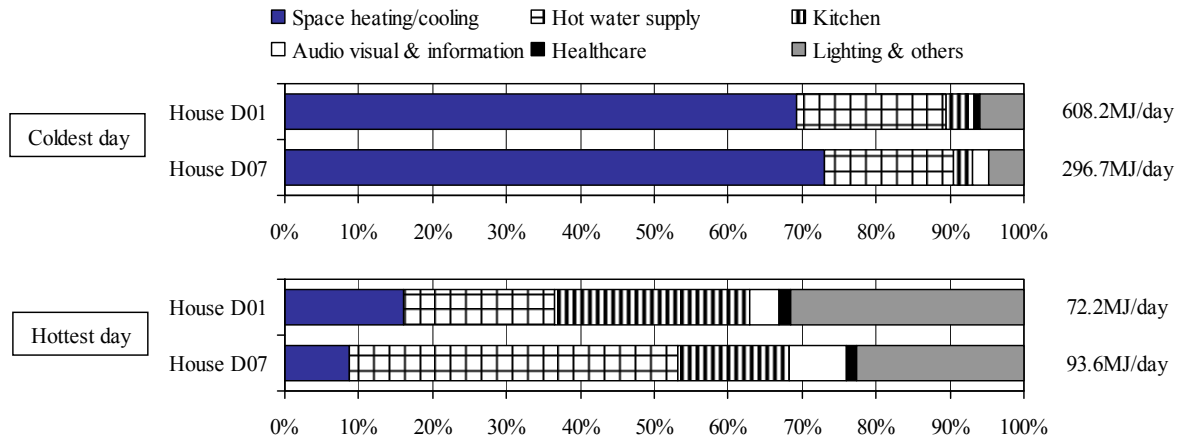 Space heating/cooling Hot water supply Kitchen
Audio visual & information Healthcare Lighting & others
House D01 608.2MJ/day
Coldest day
House D07 296.7MJ/day
0% 10% 20% 30% 40% 50% 60% 70% 80% 90% 100%
House D01 72.2MJ/day
Hottest day
House D07 93.6MJ/day
0% 10% 20% 30% 40% 50% 60% 70% 80% 90% 100%